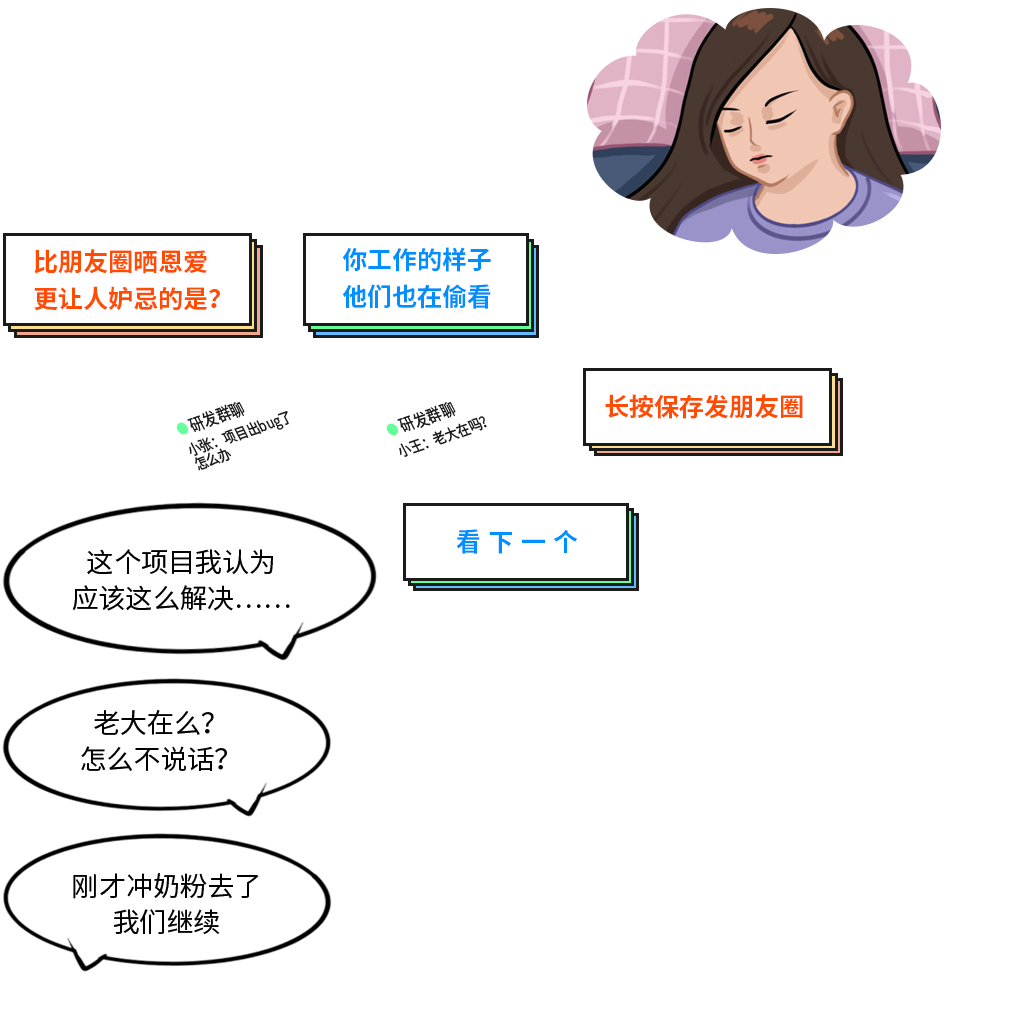 比朋友圈晒恩爱
更让人妒忌的是？
你工作的样子
他们也在偷看
长按保存发朋友圈
研发群聊
小张：项目出bug了
怎么办
研发群聊
小王：老大在吗？
看下一个
这个项目我认为
应该这么解决……
老大在么？
怎么不说话？
刚才冲奶粉去了
我们继续